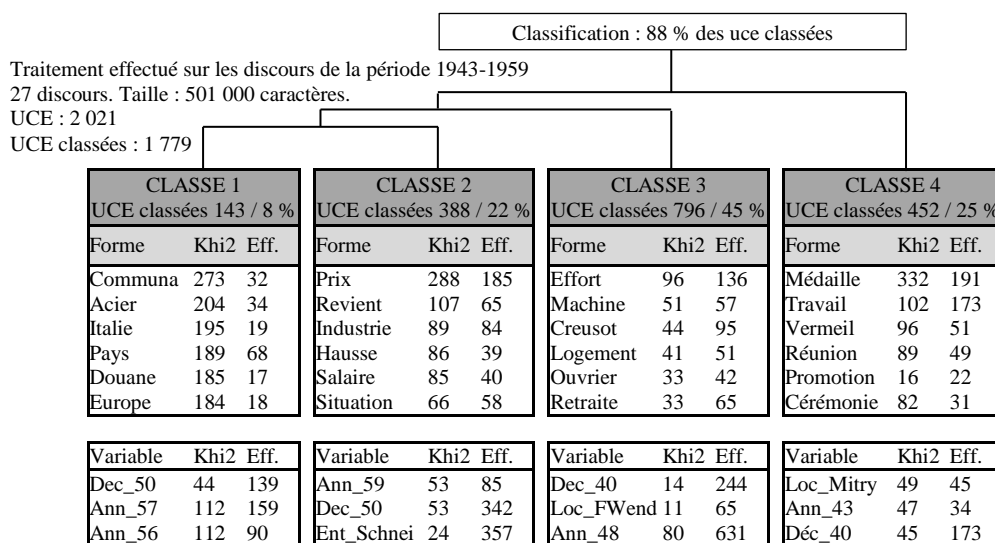 Classification : 88 % des uce classées
Traitement effectué sur les discours de la période 1943-1959
27 discours. Taille : 501 000 caractères.
UCE : 2 021
UCE classées : 1 779
CLASSE 1
UCE classées 143 / 8 %
Forme Khi2 Eff.
Communa 273 32
Acier 204 34
Italie 195 19
Pays 189 68
Douane 185 17
Europe 184 18
Variable Khi2 Eff.
Dec_50 44 139
Ann_57 112 159
Ann_56 112 90
CLASSE 2
UCE classées 388 / 22 %
Forme Khi2 Eff.
Prix 288 185
Revient 107 65
Industrie 89 84
Hausse 86 39
Salaire 85 40
Situation 66 58
Variable Khi2 Eff.
Ann_59 53 85
Dec_50 53 342
Ent_Schnei 24 357
CLASSE 3
UCE classées 796 / 45 %
Forme Khi2 Eff.
Effort 96 136
Machine 51 57
Creusot 44 95
Logement 41 51
Ouvrier 33 42
Retraite 33 65
Variable Khi2 Eff.
Dec_40 14 244
Loc_FWend 11 65
Ann_48 80 631
CLASSE 4
UCE classées 452 / 25 %
Forme Khi2 Eff.
Médaille 332 191
Travail 102 173
Vermeil 96 51
Réunion 89 49
Promotion 16 22
Cérémonie 82 31
Variable Khi2 Eff.
Loc_Mitry 49 45
Ann_43 47 34
Déc_40 45 173